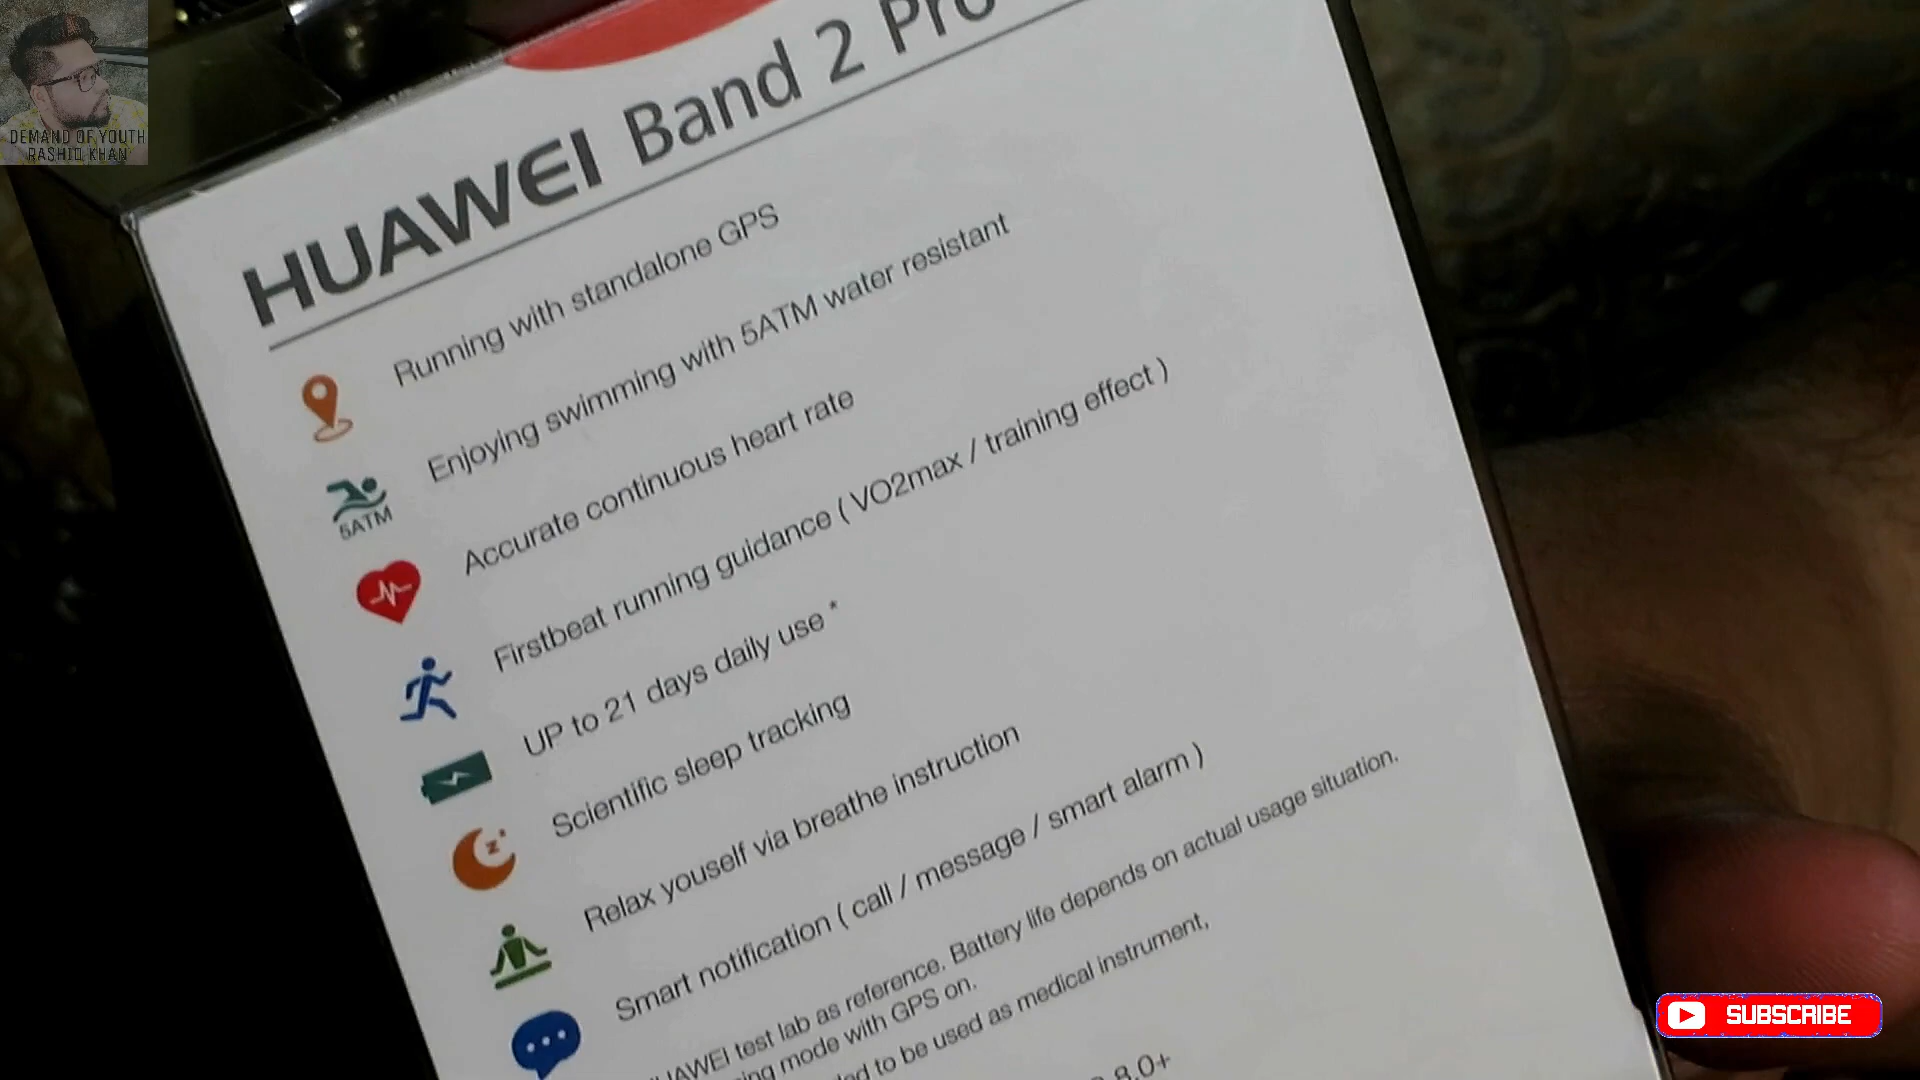 DEMAND OF YOUTH
RASHID KHAN
HUAWEI Band 2 Pro
Running with standalone GPS
Enjoying swimming with 5ATM water resistant
5ATM
Accurate continuous heart rate
Firstbeat running guidance ( VO2max / training effect )
UP to 21 days daily use *
Scientific sleep tracking
Relax youself via breathe instruction
Smart notification ( call / message / smart alarm )
HUAWEI test lab as reference. Battery life depends on actual usage situation.
mode with GPS on.
to be used as medical instrument,
8.0+
SUBSCRIBE